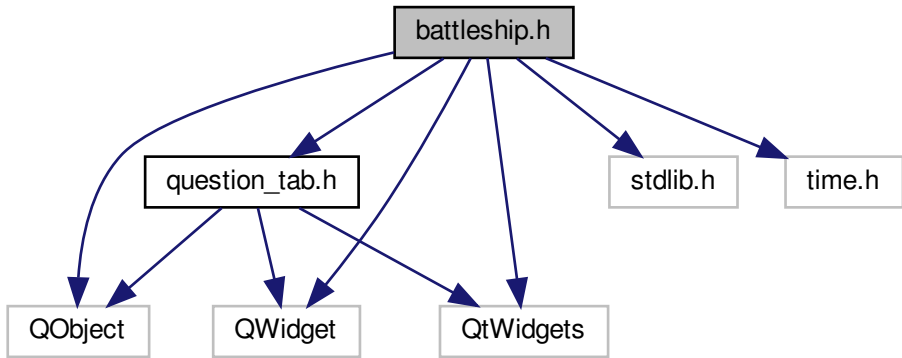 battleship.h
question_tab.h
stdlib.h
time.h
QObject
QWidget
QtWidgets